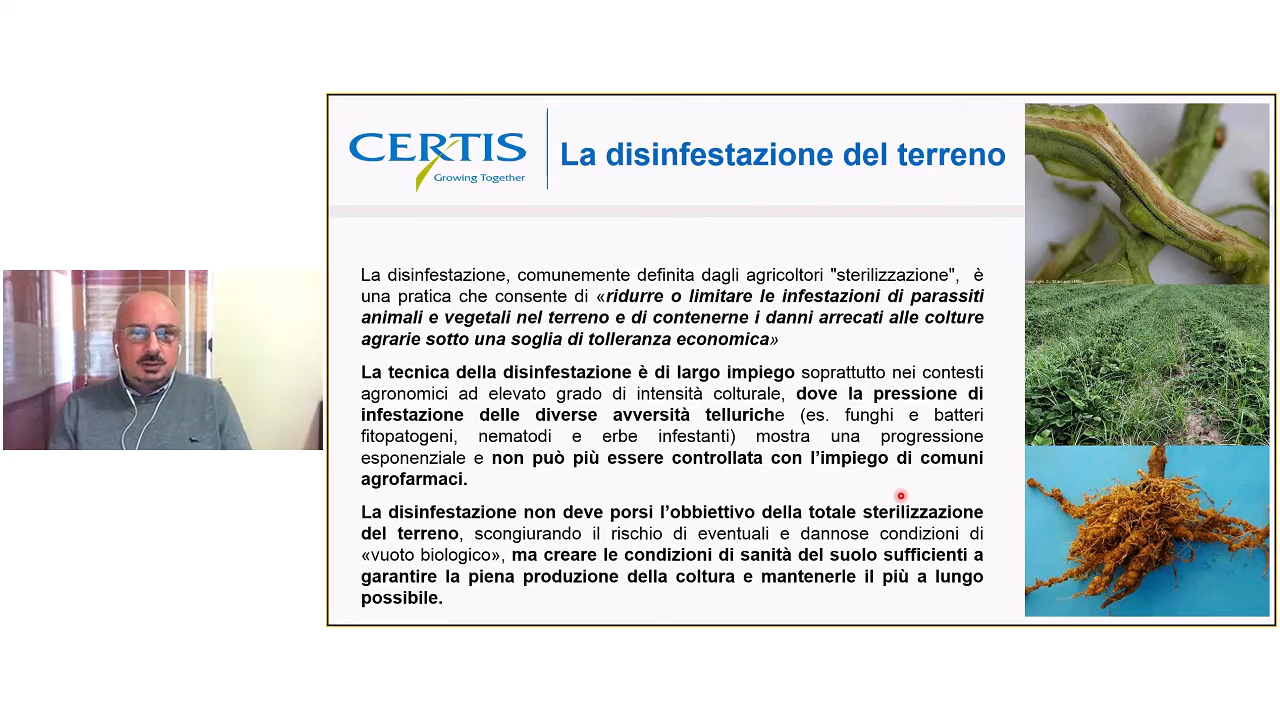 CERTIS
Growing Together
La disinfestazione del terreno
La disinfestazione, comunemente definita dagli agricoltori "sterilizzazione", è
una pratica che consente di «ridurre o limitare le infestazioni di parassiti
animali e vegetali nel terreno e di contenerne i danni arrecati alle colture
agrarie sotto una soglia di tolleranza economica»
La tecnica della disinfestazione è di largo impiego soprattutto nei contesti
agronomici ad elevato grado di intensità colturale, dove la pressione di
infestazione delle diverse avversità telluriche (es. funghi e batteri
fitopatogeni, nematodi e erbe infestanti) mostra una progressione
esponenziale e non può più essere controllata con l’impiego di comuni
agrofarmaci.
La disinfestazione non deve porsi l’obbiettivo della totale sterilizzazione
del terreno, scongiurando il rischio di eventuali e dannose condizioni di
«vuoto biologico», ma creare le condizioni di sanità del suolo sufficienti a
garantire la piena produzione della coltura e mantenerle il più a lungo
possibile.